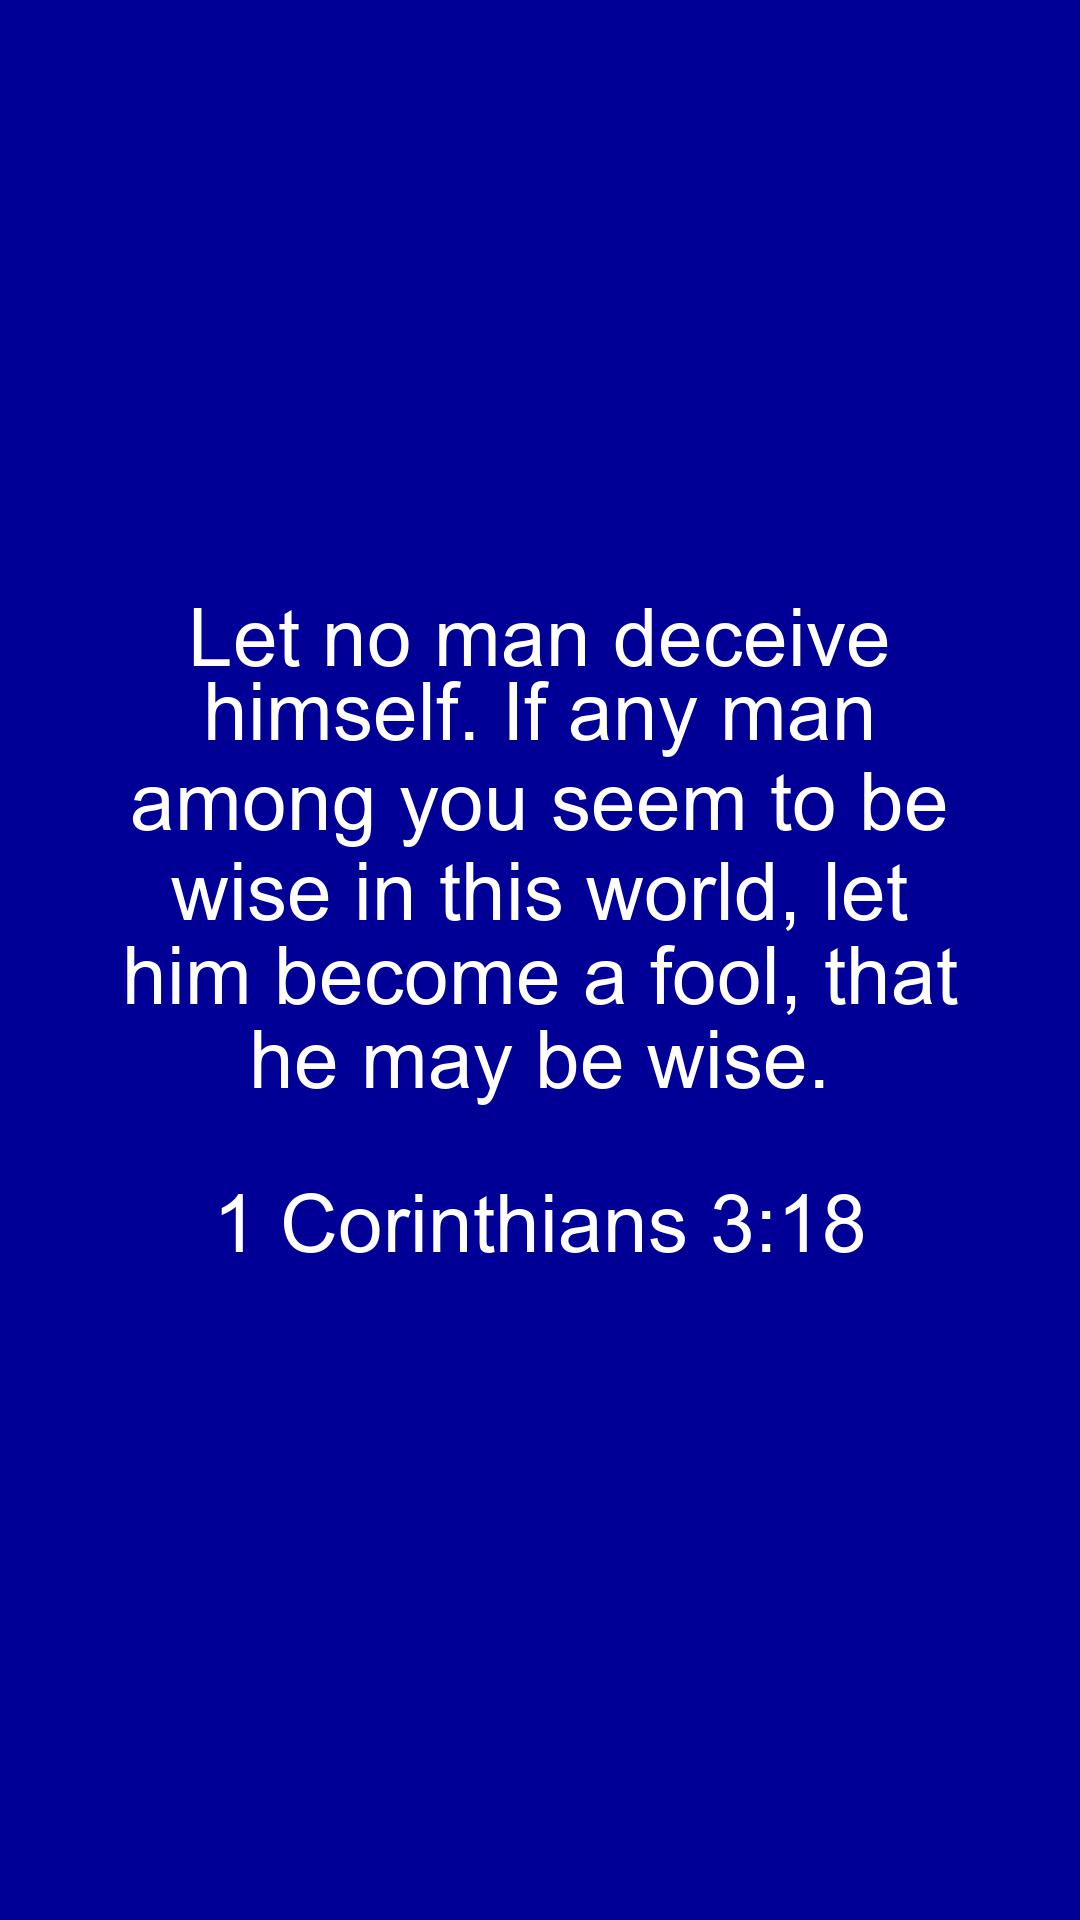 Let no man deceive
himself. If any man
among you seem to be
wise in this world, let
him become a fool, that
he may be wise.
1 Corinthians 3:18